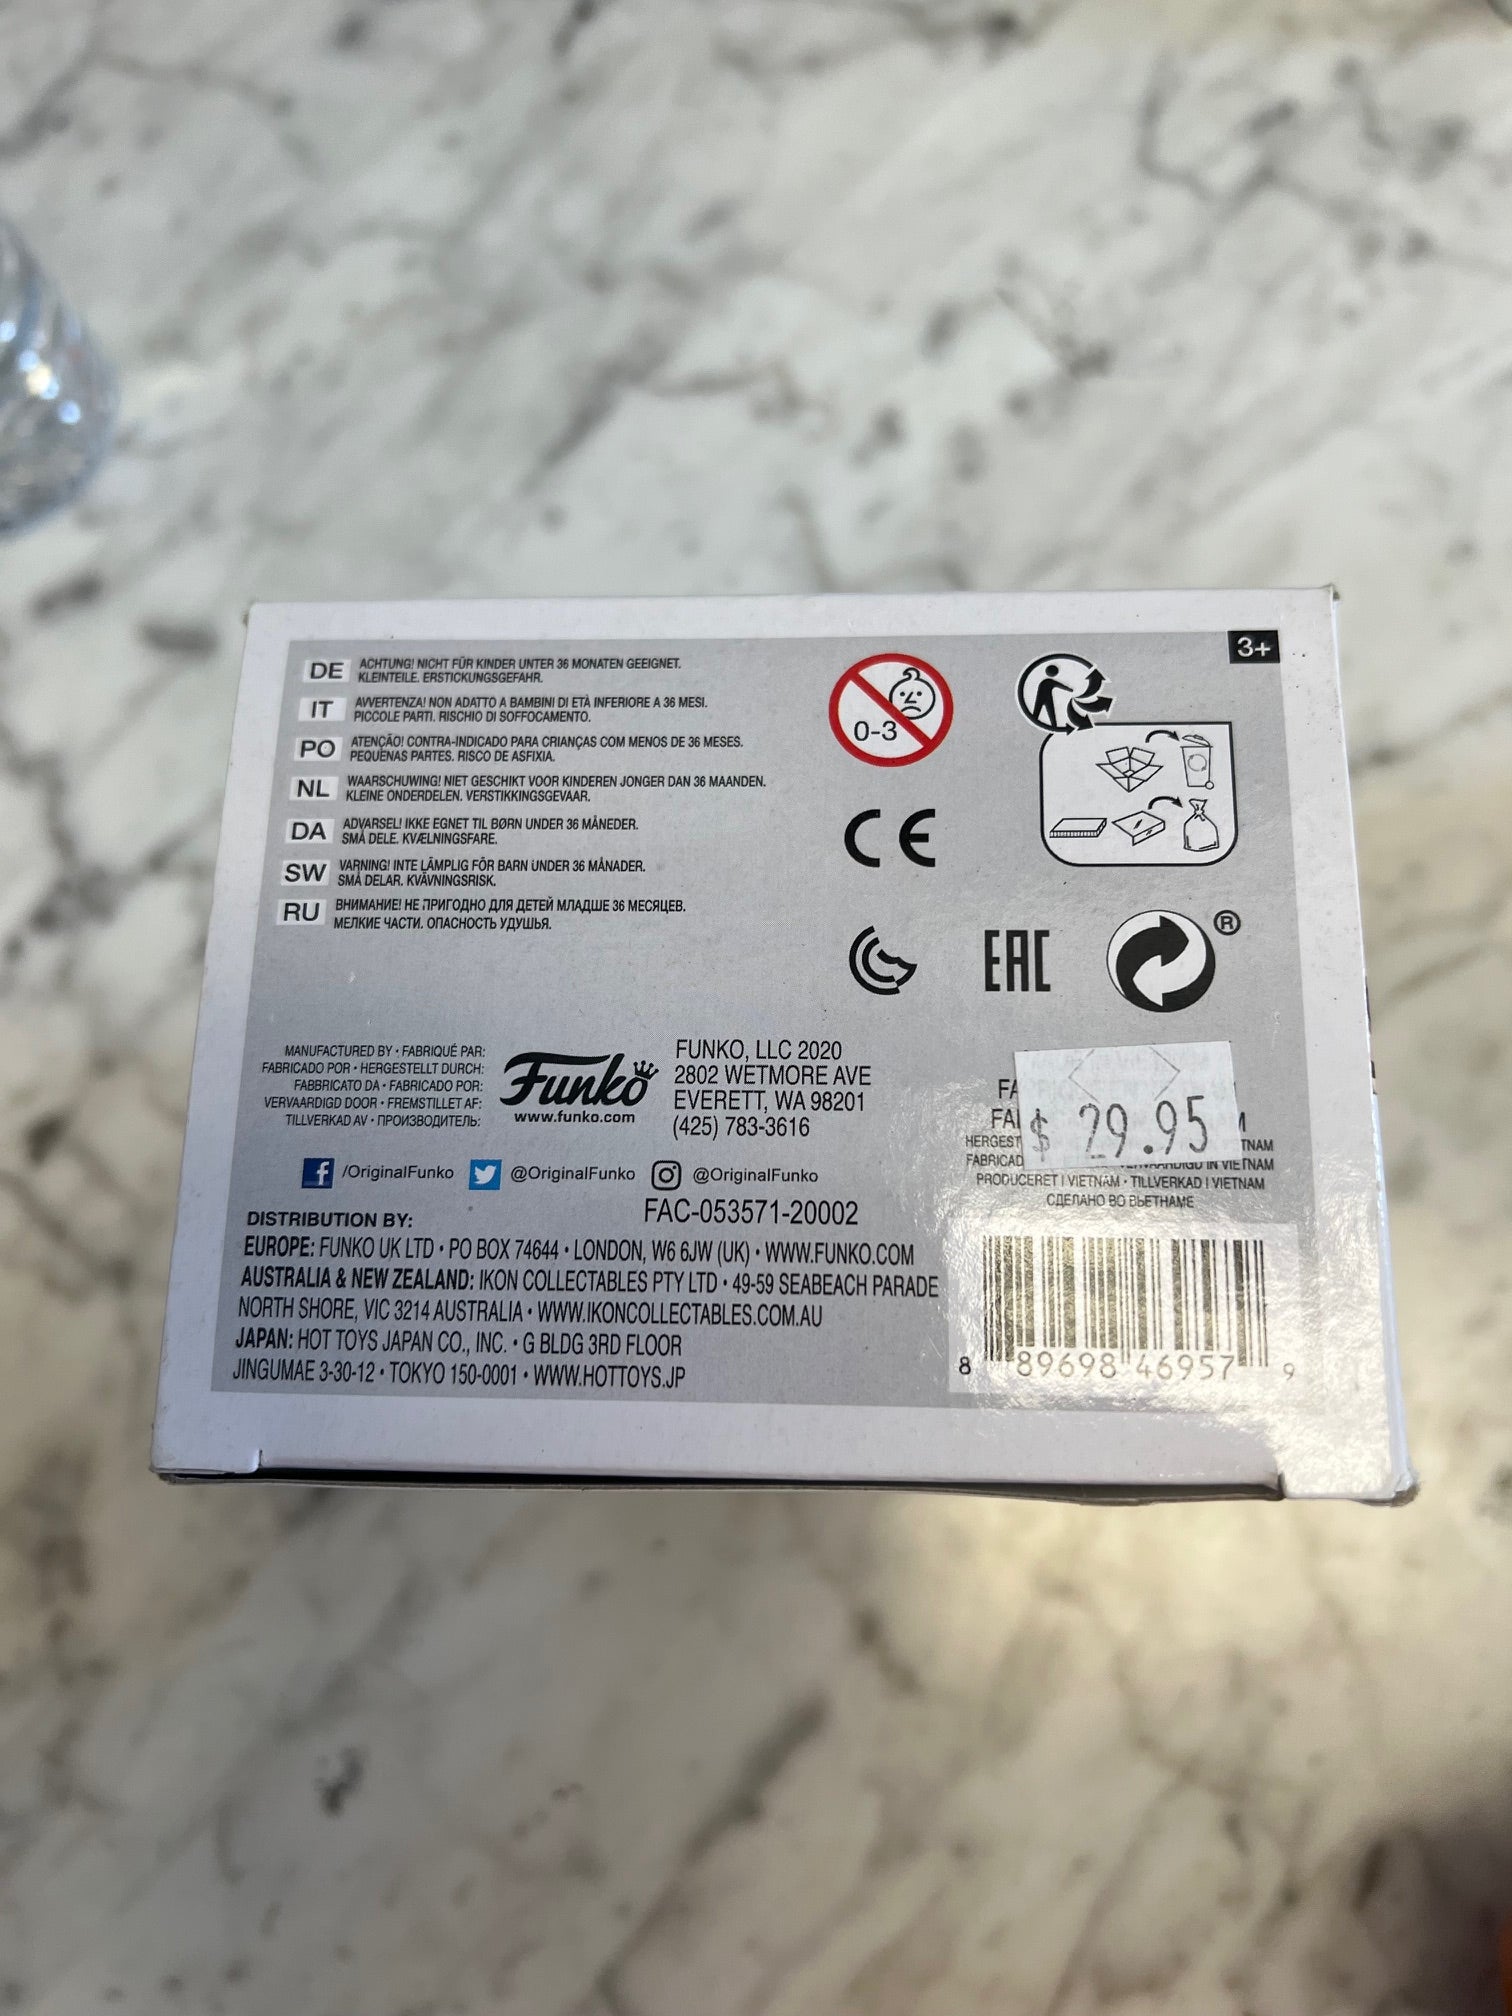 3+
DE ACHTUNG! NICHT FÜR KINDER UNTER 36 MONATEN GEEIGNET.
KLEINTEILE. ERSTICKUNGSGEFAHR.
IT AVVERTENZA! NON ADATTO A BAMBINI DI ETÀ INFERIORE A 36 MESI.
PICCOLE PARTI. RISCHIO DI SOFFOCAMENTO.
PO ATENÇÃO! CONTRA-INDICADO PARA CRIANÇAS COM MENOS DE 36 MESES.
PEQUENAS PARTES. RISCO DE ASFIXIA.
NL WAARSCHUWING! NIET GESCHIKT VOOR KINDEREN JONGER DAN 36 MAANDEN.
KLEINE ONDERDELEN. VERSTIKKINGSGEVAAR.
DA ADVARSEL! IKKE EGNET TIL BØRN UNDER 36 MÅNEDER.
SMÅ DELE. KVÆLNINGSFARE.
SW VARNING! INTE LÄMPLIG FÖR BARN UNDER 36 MÅNADER.
SMÅ DELAR. KVÄVNINGSRISK.
RU ВНИМАНИЕ! НЕ ПРИГОДНО ДЛЯ ДЕТЕЙ МЛАДШЕ 36 МЕСЯЦЕВ.
МЕЛКИЕ ЧАСТИ. ОПАСНОСТЬ УДУШЬЯ.
0-3
CE
EAC
®
MANUFACTURED BY • FABRIQUÉ PAR:
FABRICADO POR • HERGESTELLT DURCH:
FABBRICATO DA • FABRICADO POR:
VERVAARDIGD DOOR • FREMSTILLET AF:
TILLVERKAD AV • ПРОИЗВОДИТЕЛЬ:
Funko
www.funko.com
FUNKO, LLC 2020
2802 WETMORE AVE
EVERETT, WA 98201
(425) 783-3616
/OriginalFunko @OriginalFunko @OriginalFunko
FAC-053571-20002
DISTRIBUTION BY:
EUROPE: FUNKO UK LTD • PO BOX 74644 • LONDON, W6 6JW (UK) • WWW.FUNKO.COM
AUSTRALIA & NEW ZEALAND: IKON COLLECTABLES PTY LTD • 49-59 SEABEACH PARADE
NORTH SHORE, VIC 3214 AUSTRALIA • WWW.IKONCOLLECTABLES.COM.AU
JAPAN: HOT TOYS JAPAN CO., INC. • G BLDG 3RD FLOOR
JINGUMAE 3-30-12 • TOKYO 150-0001 • WWW.HOTTOYS.JP
$ 29.95
IN VIETNAM
PRODUCERET I VIETNAM • TILLVERKAD I VIETNAM
СДЕЛАНО ВО ВЬЕТНАМЕ
8 89698 46957 9